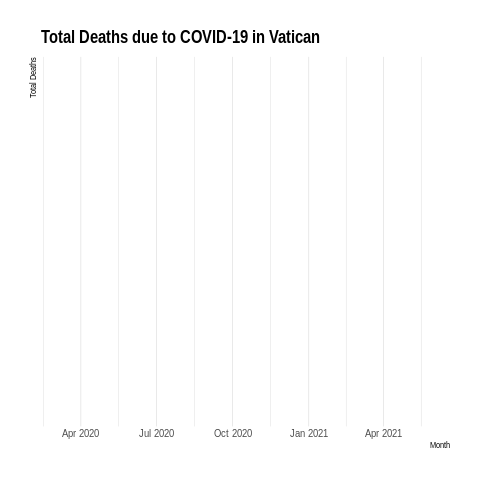 Total Deaths due to COVID-19 in Vatican
Total Deaths
Apr 2020 Jul 2020 Oct 2020 Jan 2021 Apr 2021
Month